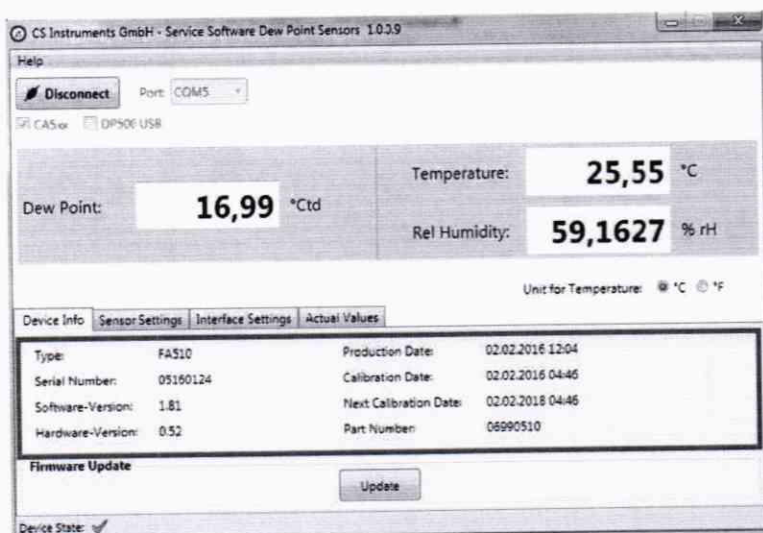 CS Instruments GmbH - Service Software Dew Point Sensors 1.0.0.9
Help
Disconnect Port: COM5
CA5xx DP500 USB
Dew Point: 16,99 °Ctd
Temperature: 25,55 °C
Rel Humidity: 59,1627 % rH
Unit for Temperature: °C °F
Device Info Sensor Settings Interface Settings Actual Values
Type: FA510 Production Date: 02.02.2016 12:04
Serial Number: 05160124 Calibration Date: 02.02.2016 04:46
Software-Version: 1.81 Next Calibration Date: 02.02.2018 04:46
Hardware-Version: 0.52 Part Number: 06990510
Firmware Update
Update
Device State: